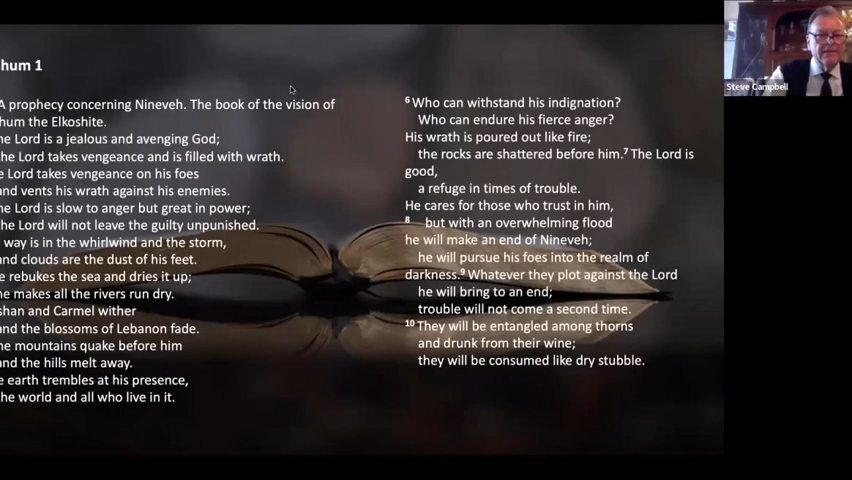 hum 1
A prophecy concerning Nineveh. The book of the vision of
hum the Elkoshite.
he Lord is a jealous and avenging God;
the Lord takes vengeance and is filled with wrath.
e Lord takes vengeance on his foes
and vents his wrath against his enemies.
he Lord is slow to anger but great in power;
the Lord will not leave the guilty unpunished.
way is in the whirlwind and the storm,
and clouds are the dust of his feet.
e rebukes the sea and dries it up;
he makes all the rivers run dry.
shan and Carmel wither
and the blossoms of Lebanon fade.
he mountains quake before him
and the hills melt away.
e earth trembles at his presence,
the world and all who live in it.
6 Who can withstand his indignation?
Who can endure his fierce anger?
His wrath is poured out like fire;
the rocks are shattered before him.7 The Lord is
good,
a refuge in times of trouble.
He cares for those who trust in him,
8 but with an overwhelming flood
he will make an end of Nineveh;
he will pursue his foes into the realm of
darkness.9 Whatever they plot against the Lord
he will bring to an end;
trouble will not come a second time.
10 They will be entangled among thorns
and drunk from their wine;
they will be consumed like dry stubble.
Steve Campbell